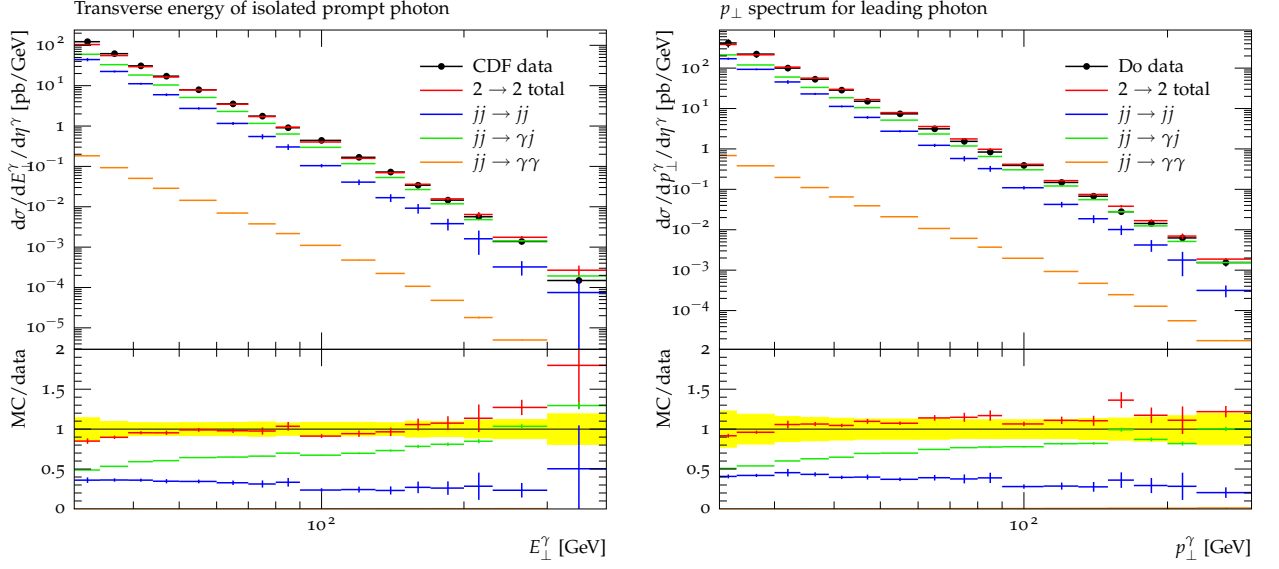 Transverse energy of isolated prompt photon
CDF data
2 → 2 total
jj → jj
jj → γj
jj → γγ
10²
10¹
1
10⁻¹
10⁻²
10⁻³
10⁻⁴
10⁻⁵
dσ/dE⊥^γ/dη^γ [pb/GeV]
2
1.5
1
0.5
0
MC/data
10²
E⊥^γ [GeV]
p⊥ spectrum for leading photon
D0 data
2 → 2 total
jj → jj
jj → γj
jj → γγ
10²
10¹
1
10⁻¹
10⁻²
10⁻³
10⁻⁴
dσ/dp⊥^γ/dη^γ [pb/GeV]
2
1.5
1
0.5
0
MC/data
10²
p⊥^γ [GeV]